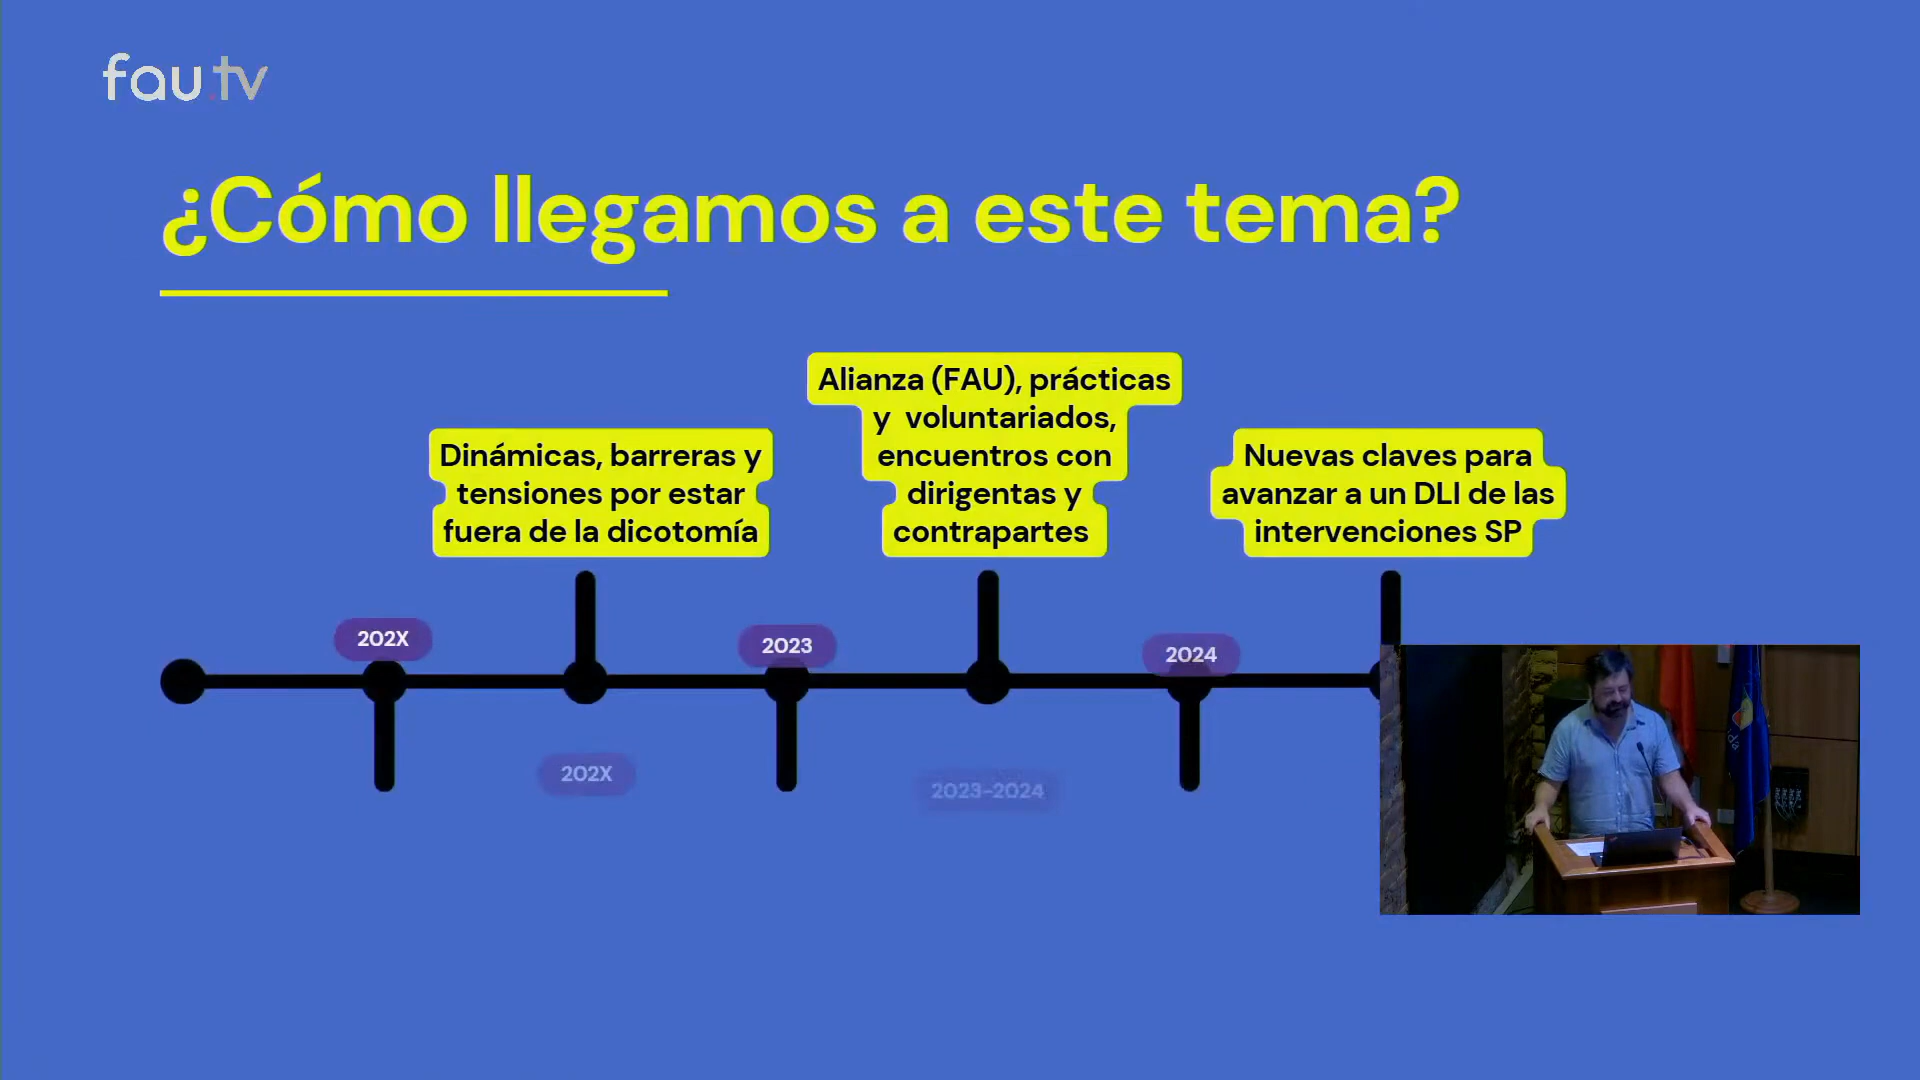 fau.tv
¿Cómo llegamos a este tema?
Dinámicas, barreras y
tensiones por estar
fuera de la dicotomía
Alianza (FAU), prácticas
y voluntariados,
encuentros con
dirigentas y
contrapartes
Nuevas claves para
avanzar a un DLI de las
intervenciones SP
202X
2023
2024
202X
2023-2024